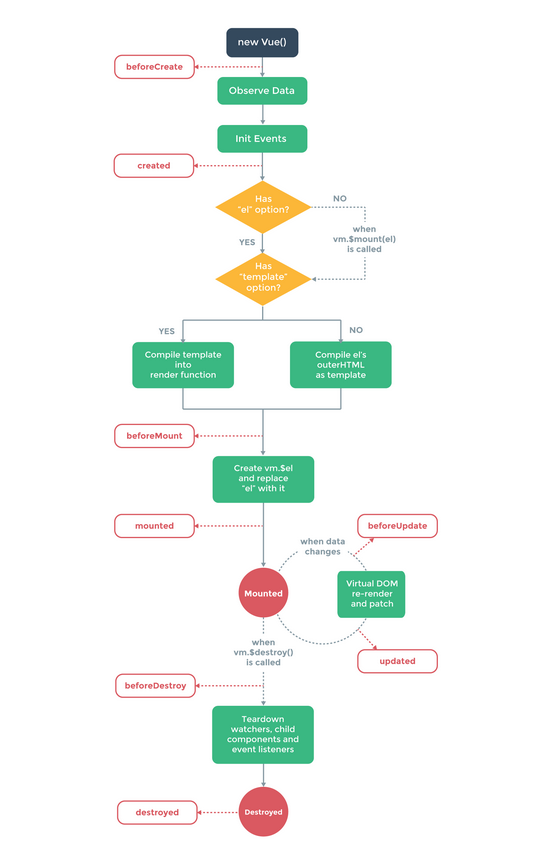 new Vue()
beforeCreate
Observe Data
Init Events
created
Has
"el" option?
NO
when
vm.$mount(el)
is called
YES
Has
"template"
option?
YES
NO
Compile template
into
render function
Compile el's
outerHTML
as template
beforeMount
Create vm.$el
and replace
"el" with it
mounted
beforeUpdate
when data
changes
Mounted
Virtual DOM
re-render
and patch
when
vm.$destroy()
is called
updated
beforeDestroy
Teardown
watchers, child
components and
event listeners
destroyed
Destroyed